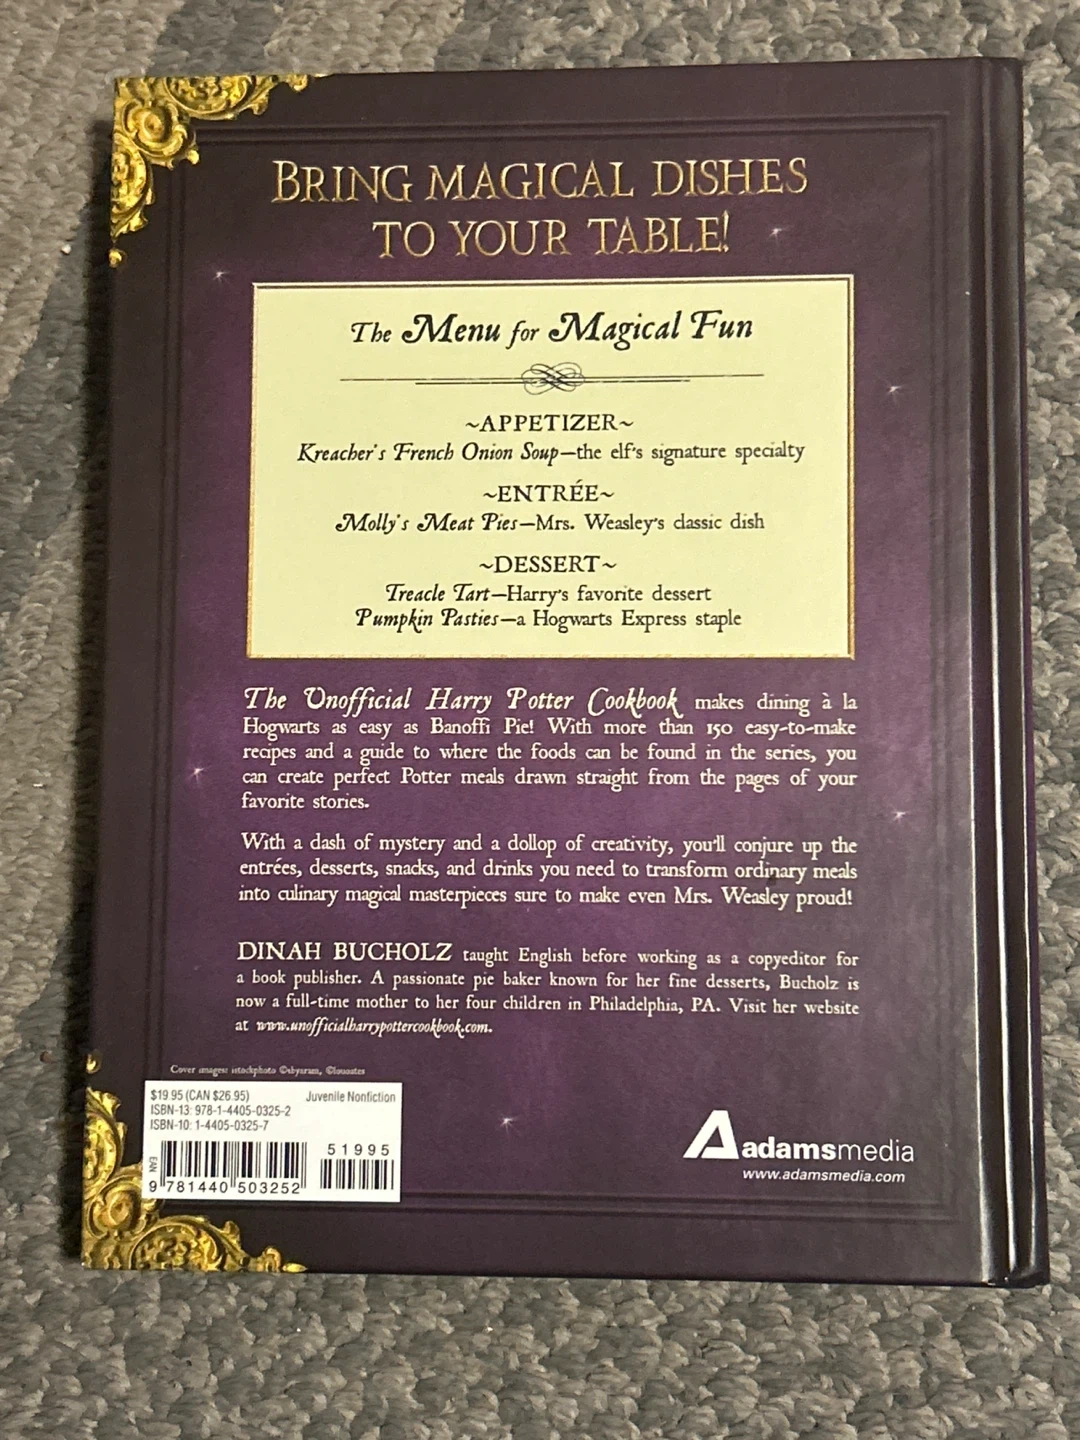 BRING MAGICAL DISHES
TO YOUR TABLE!
The Menu for Magical Fun
~APPETIZER~
Kreacher's French Onion Soup—the elf's signature specialty
~ENTRÉE~
Molly's Meat Pies—Mrs. Weasley's classic dish
~DESSERT~
Treacle Tart—Harry's favorite dessert
Pumpkin Pasties—a Hogwarts Express staple
The Unofficial Harry Potter Cookbook makes dining à la
Hogwarts as easy as Banoffi Pie! With more than 150 easy-to-make
recipes and a guide to where the foods can be found in the series, you
can create perfect Potter meals drawn straight from the pages of your
favorite stories.
With a dash of mystery and a dollop of creativity, you'll conjure up the
entrées, desserts, snacks, and drinks you need to transform ordinary meals
into culinary magical masterpieces sure to make even Mrs. Weasley proud!
DINAH BUCHOLZ taught English before working as a copyeditor for
a book publisher. A passionate pie baker known for her fine desserts, Bucholz is
now a full-time mother to her four children in Philadelphia, PA. Visit her website
at www.unofficialharrypottercookbook.com.
Cover images: istockphoto
$19.95 (CAN $26.95) Juvenile Nonfiction
ISBN-13: 978-1-4405-0325-2
ISBN-10: 1-4405-0325-7
51995
EAN
9 781440 503252
adamsmedia
www.adamsmedia.com